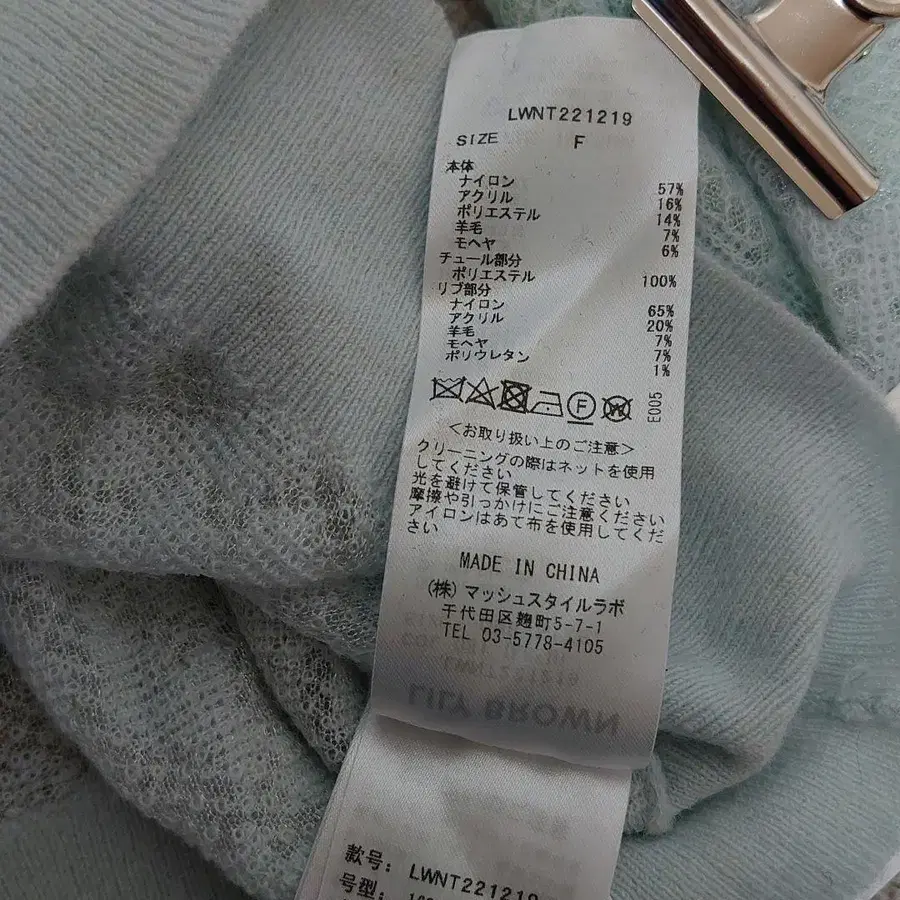 LWNT221219
SIZE F
本体
ナイロン 57%
アクリル 16%
ポリエステル 14%
羊毛 7%
モヘヤ 6%
チュール部分
ポリエステル 100%
リブ部分
ナイロン 65%
アクリル 20%
羊毛 7%
モヘヤ 7%
ポリウレタン 1%
F W E005
<お取り扱い上のご注意>
クリーニングの際はネットを使用
してください
光を避けて保管してください
摩擦や引っかけにご注意ください
アイロンはあて布を使用してくだ
さい
MADE IN CHINA
(株) マッシュスタイルラボ
千代田区麹町5-7-1
TEL 03-5778-4105
LWNT221219
LILY BROWN
款号: LWNT221219
号型: